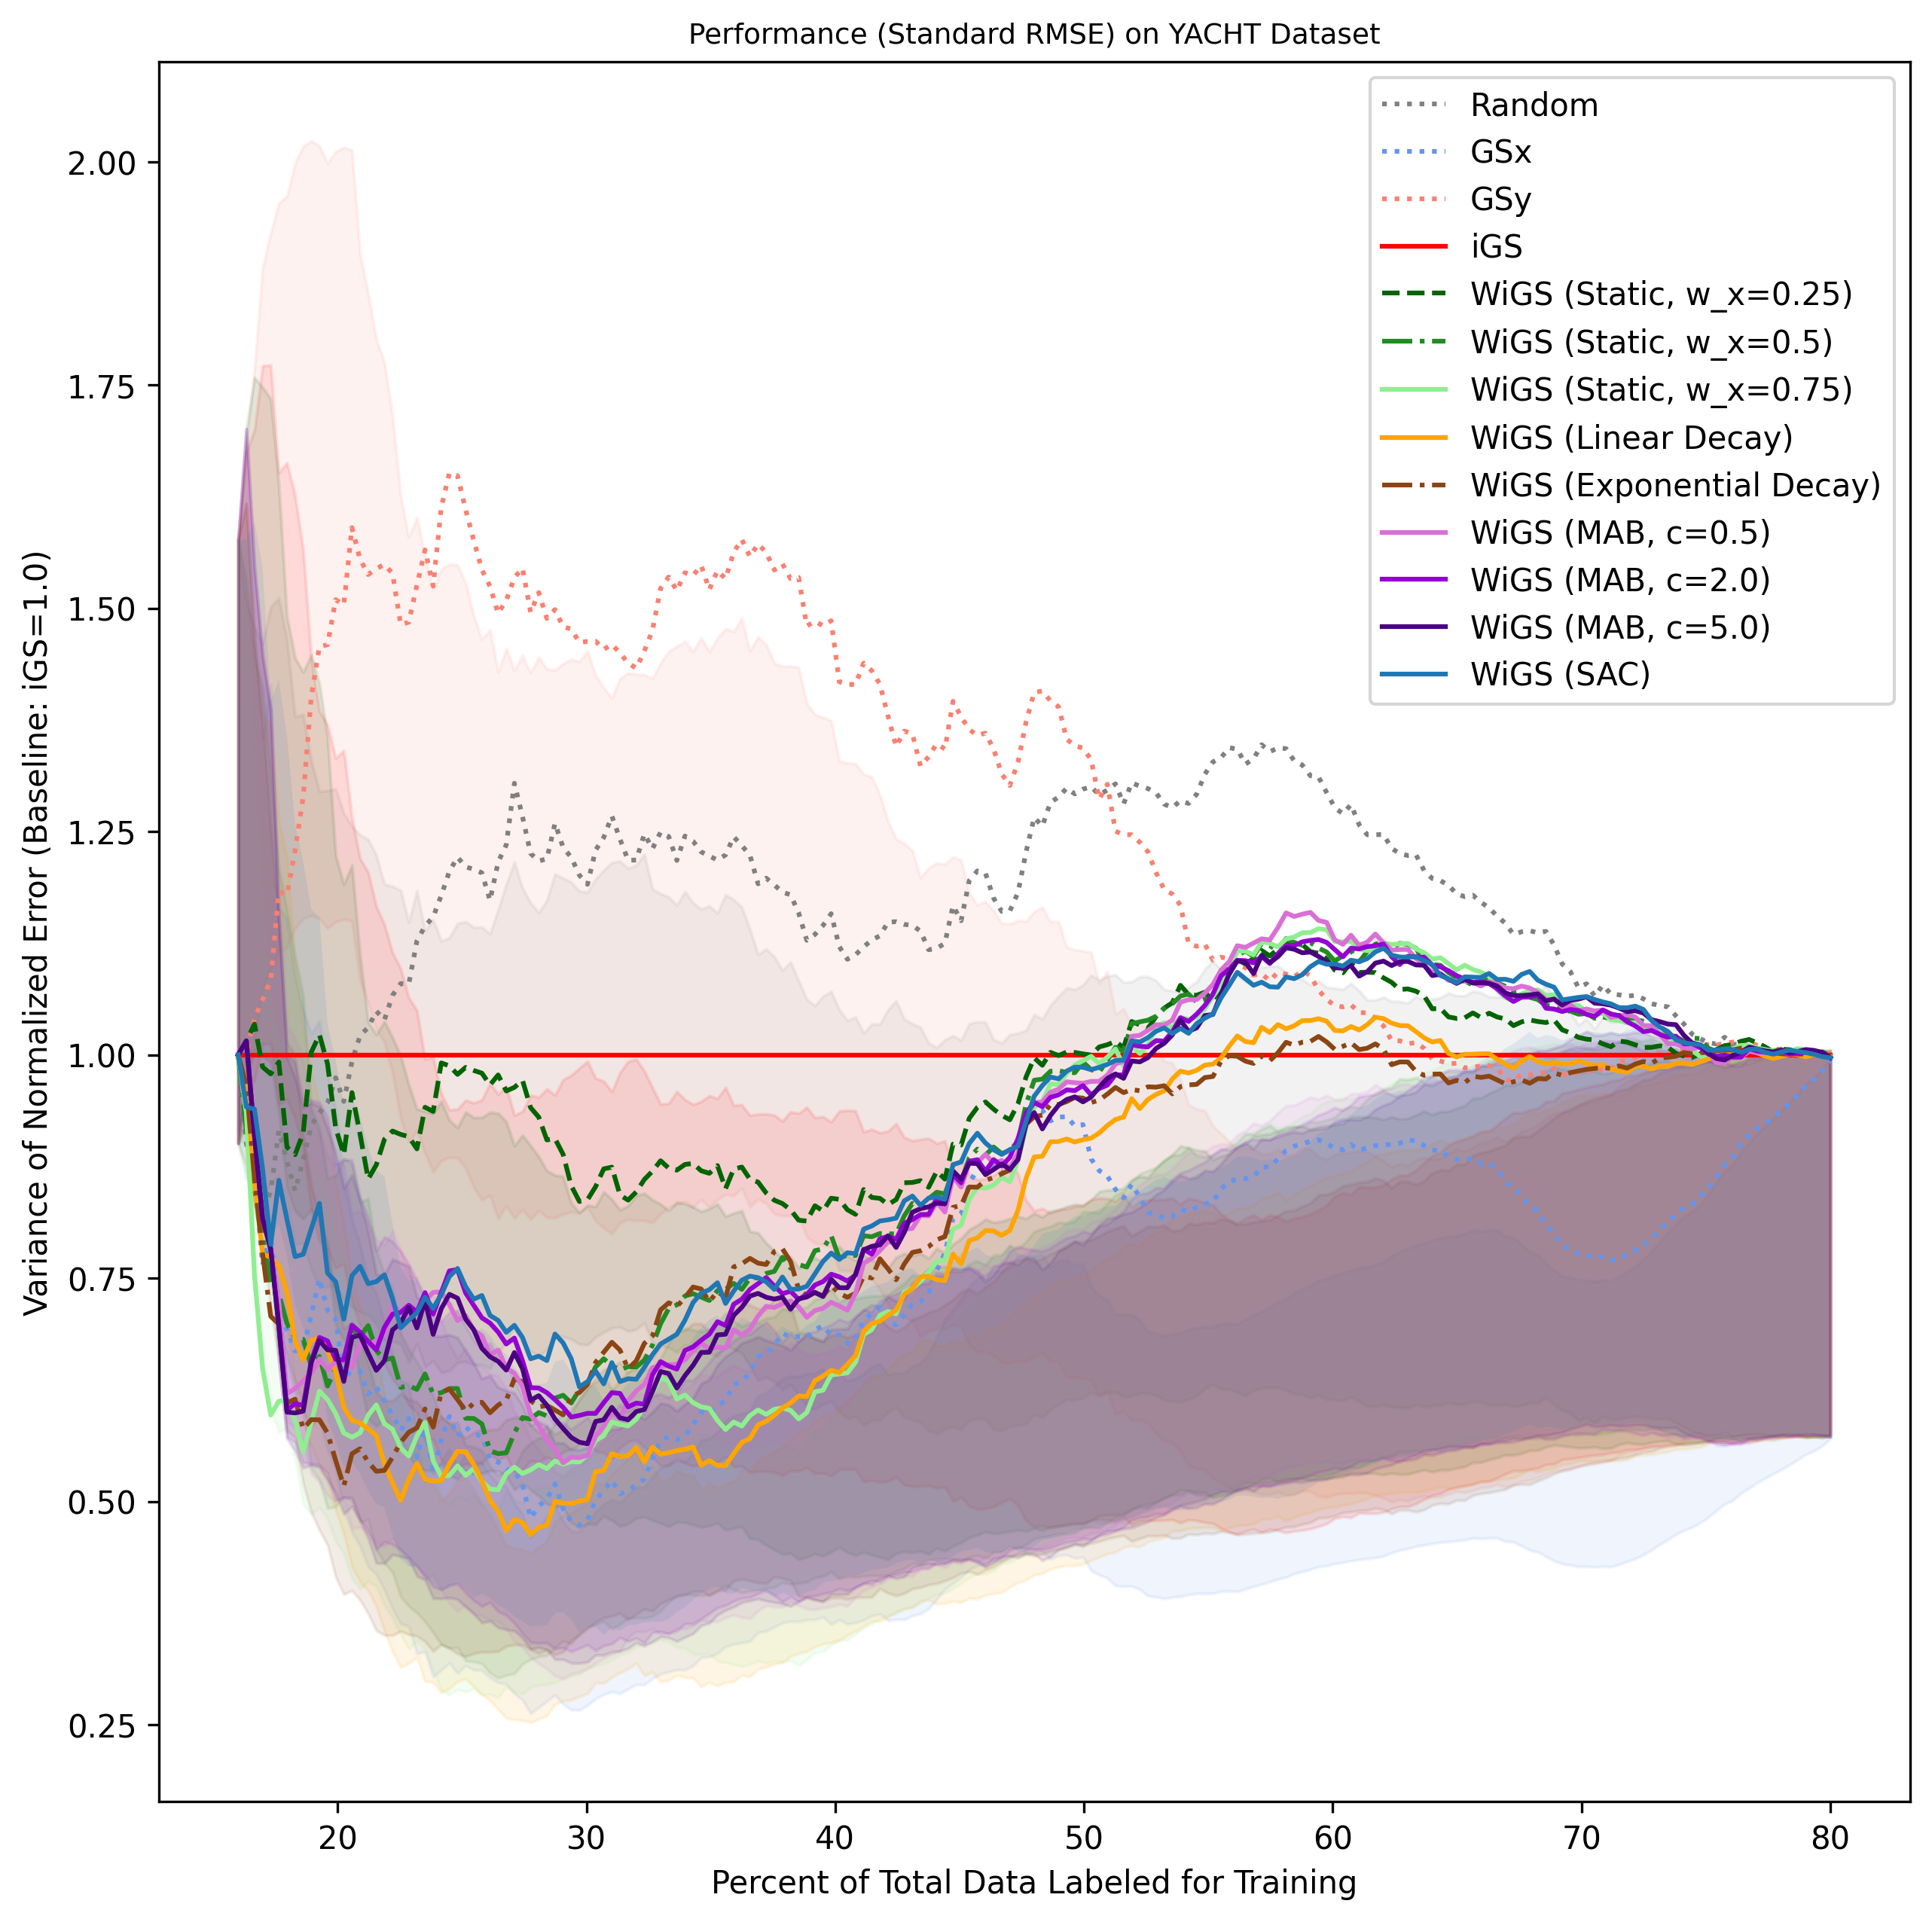 Performance (Standard RMSE) on YACHT Dataset
Variance of Normalized Error (Baseline: iGS=1.0)
2.00
1.75
1.50
1.25
1.00
0.75
0.50
0.25
Random
GSx
GSy
iGS
WiGS (Static, w_x=0.25)
WiGS (Static, w_x=0.5)
WiGS (Static, w_x=0.75)
WiGS (Linear Decay)
WiGS (Exponential Decay)
WiGS (MAB, c=0.5)
WiGS (MAB, c=2.0)
WiGS (MAB, c=5.0)
WiGS (SAC)
20 30 40 50 60 70 80
Percent of Total Data Labeled for Training